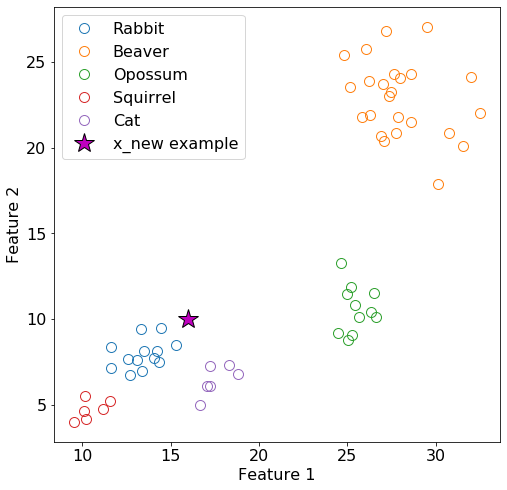 Rabbit
Beaver
Opossum
Squirrel
Cat
x_new example
25
20
15
10
5
Feature 2
10
15
20
25
30
Feature 1